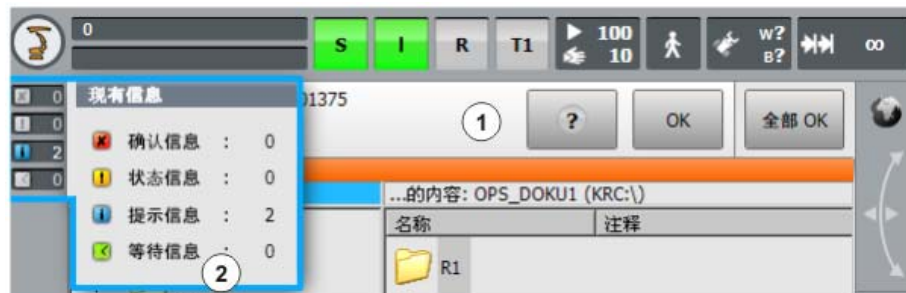 0
S I R T1 100 10 W? B? ∞
0 现有信息 01375
0 确认信息 : 0 1 ? OK 全部 OK
2 状态信息 : 0
0 提示信息 : 2 ...的内容: OPS_DOKU1 (KRC:\)
名称 注释
等待信息 : 0
2 R1